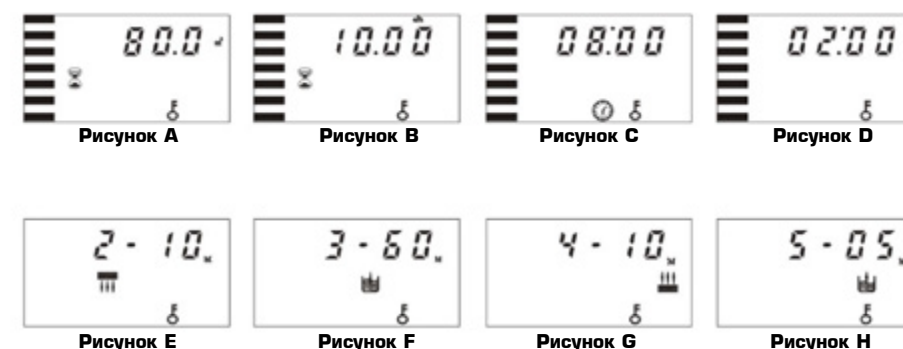 80.0
10.00
08:00
02:00
Рисунок A
Рисунок B
Рисунок C
Рисунок D
2 - 10 м
3 - 60 м
4 - 10 м
5 - 05 м
Рисунок E
Рисунок F
Рисунок G
Рисунок H